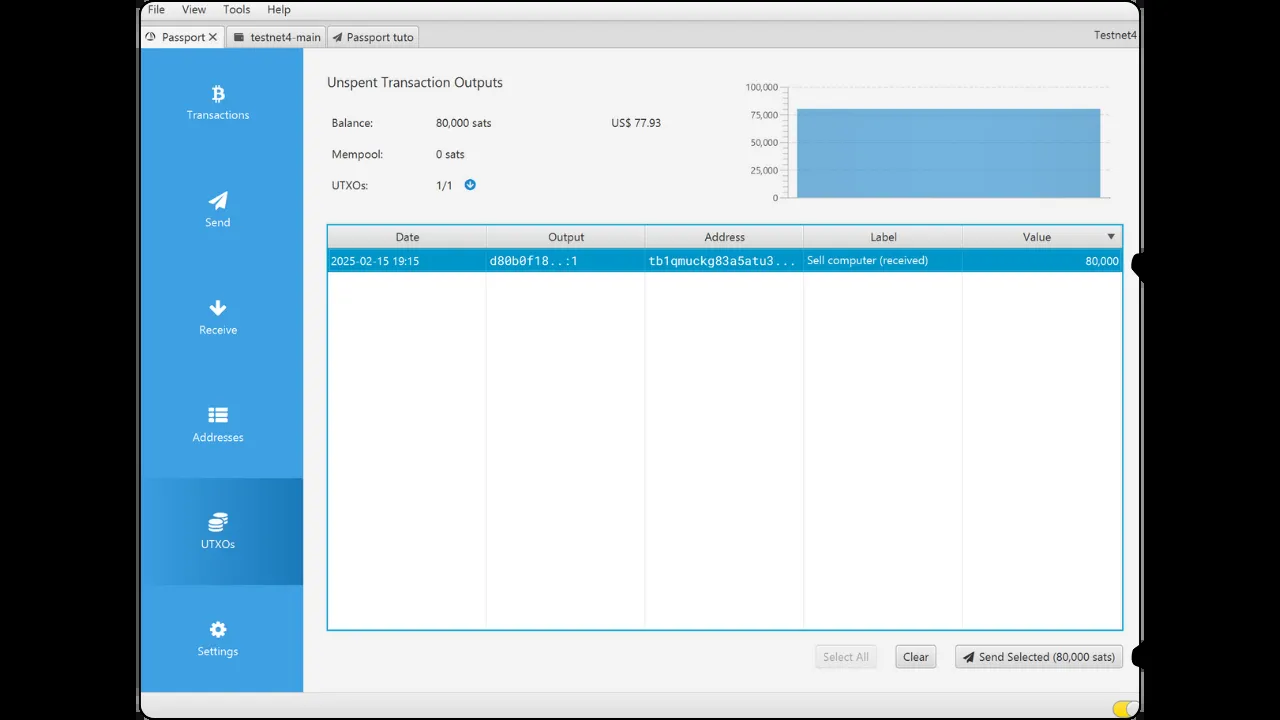 File View Tools Help
Passport testnet4-main Passport tuto Testnet4
Transactions
Send
Receive
Addresses
UTXOs
Settings
Unspent Transaction Outputs
Balance: 80,000 sats US$ 77.93
Mempool: 0 sats
UTXOs: 1/1
100,000
75,000
50,000
25,000
0
Date Output Address Label Value
2025-02-15 19:15 d80b0f18..:1 tb1qmuckg83a5atu3... Sell computer (received) 80,000
Select All Clear Send Selected (80,000 sats)